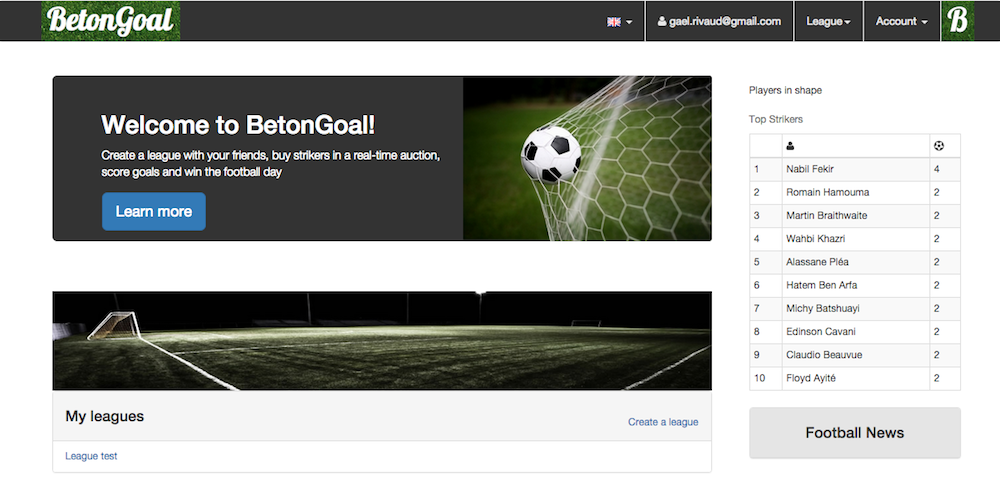 BetonGoal
gael.rivaud@gmail.com
League
Account
B
Welcome to BetonGoal!
Create a league with your friends, buy strikers in a real-time auction,
score goals and win the football day
Learn more
My leagues
Create a league
League test
Players in shape
Top Strikers
1 Nabil Fekir 4
2 Romain Hamouma 2
3 Martin Braithwaite 2
4 Wahbi Khazri 2
5 Alassane Pléa 2
6 Hatem Ben Arfa 2
7 Michy Batshuayi 2
8 Edinson Cavani 2
9 Claudio Beauvue 2
10 Floyd Ayité 2
Football News